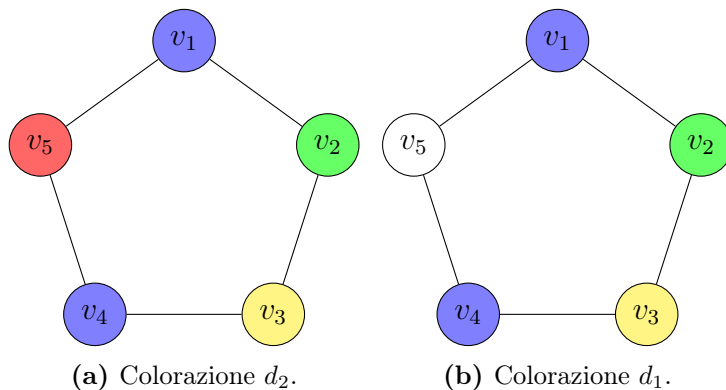 v₁
v₅
v₂
v₄
v₃
(a) Colorazione d₂.
v₁
v₅
v₂
v₄
v₃
(b) Colorazione d₁.